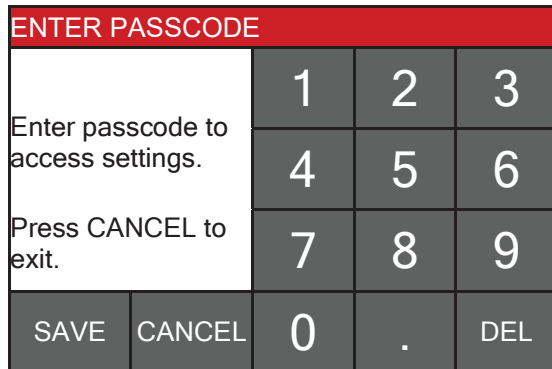 ENTER PASSCODE
Enter passcode to
access settings.
Press CANCEL to
exit.
1 2 3
4 5 6
7 8 9
SAVE CANCEL 0 . DEL